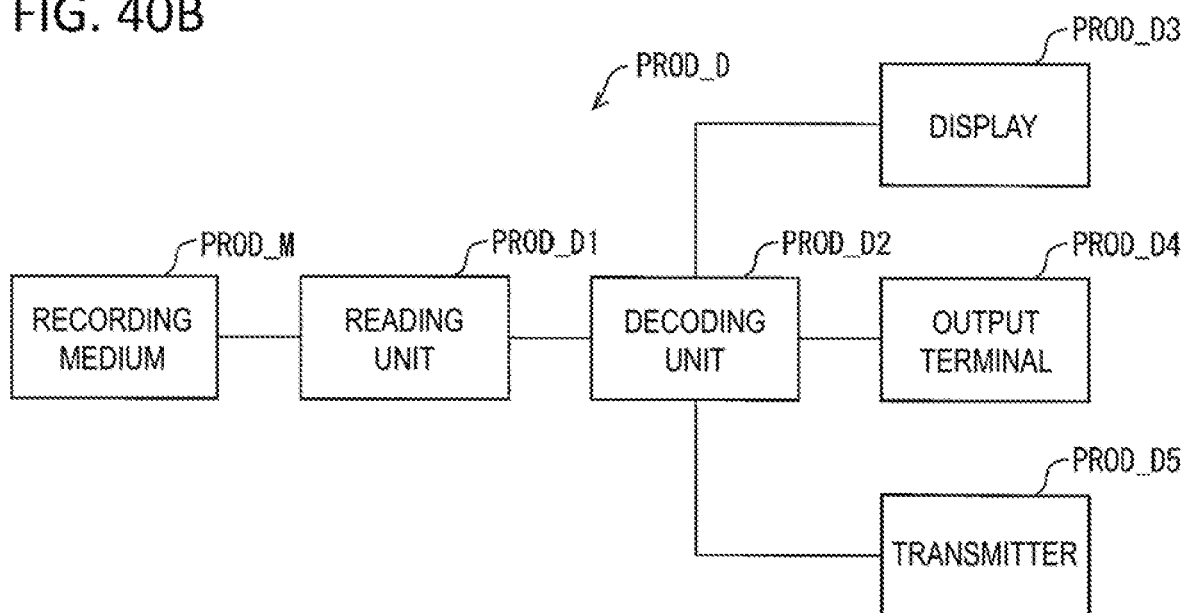 FIG. 40B
PROD_D
PROD_D3
DISPLAY
PROD_M
PROD_D1
PROD_D2
PROD_D4
RECORDING
MEDIUM
READING
UNIT
DECODING
UNIT
OUTPUT
TERMINAL
PROD_D5
TRANSMITTER